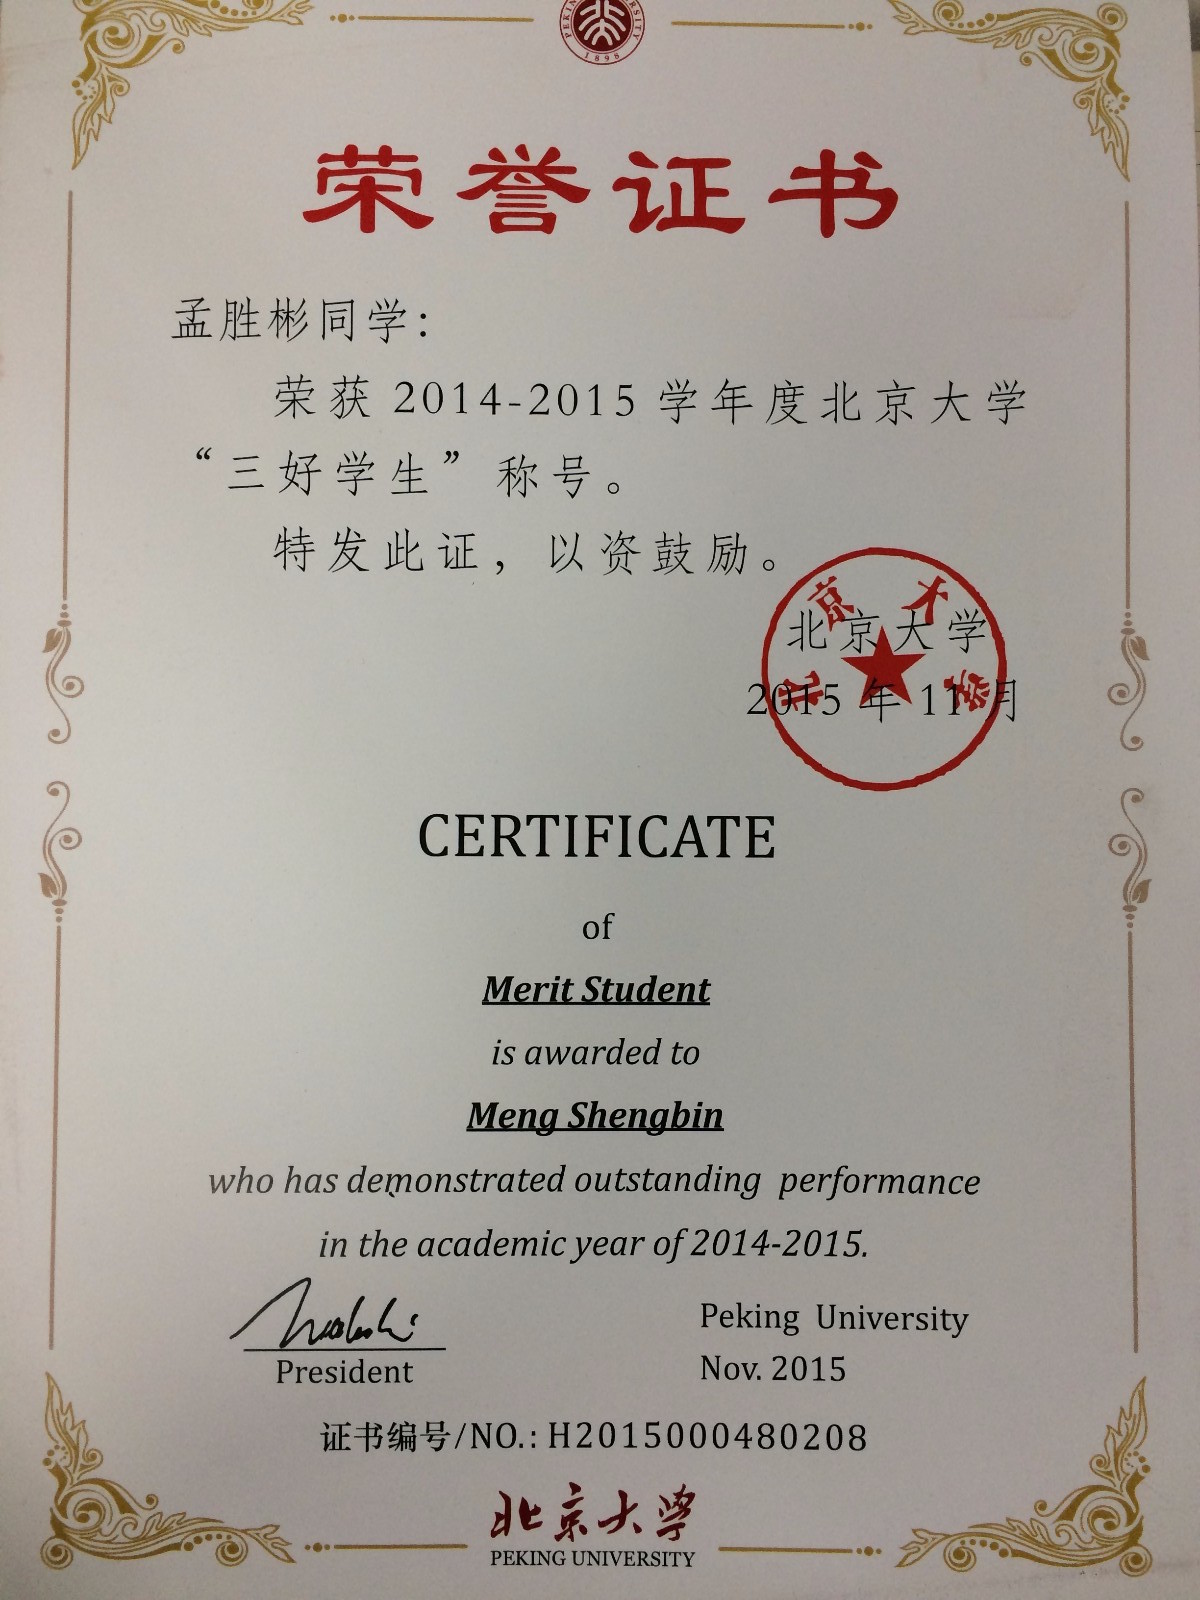 PEKING UNIVERSITY
1898
荣誉证书
孟胜彬同学：
荣获 2014-2015 学年度北京大学
“三好学生”称号。
特发此证，以资鼓励。
北京大学
北京大学
2015 年 11 月
CERTIFICATE
of
Merit Student
is awarded to
Meng Shengbin
who has demonstrated outstanding performance
in the academic year of 2014-2015.
President
Peking University
Nov. 2015
证书编号/NO.: H2015000480208
北京大学
PEKING UNIVERSITY